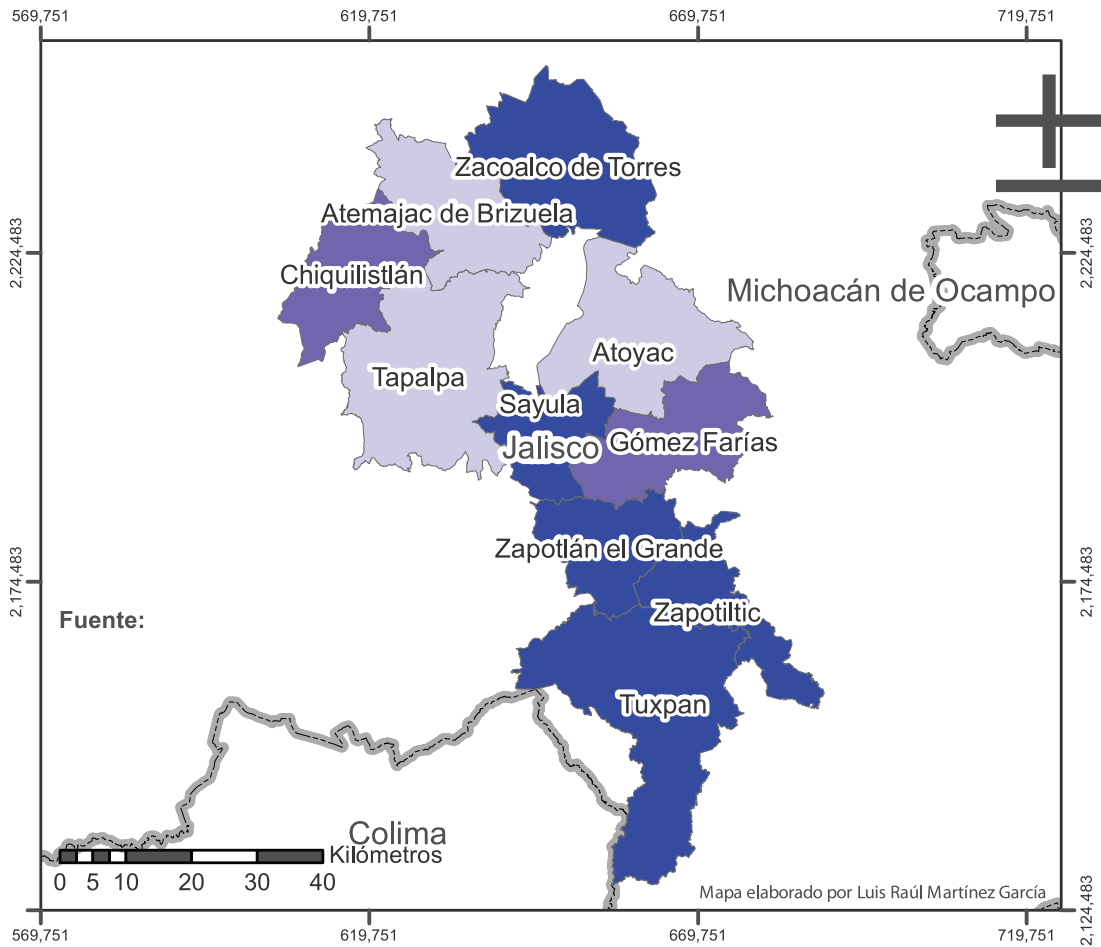 569,751 619,751 669,751 719,751
Zacoalco de Torres
Atemajac de Brizuela
2,224,483
2,224,483
Chiquilistlán
Michoacán de Ocampo
Atoyac
Tapalpa
Sayula
Gómez Farías
Jalisco
Zapotlán el Grande
2,174,483
2,174,483
Zapotiltic
Fuente:
Tuxpan
Colima
Kilómetros
0 5 10 20 30 40
Mapa elaborado por Luis Raúl Martínez García
2,124,483
569,751 619,751 669,751 719,751